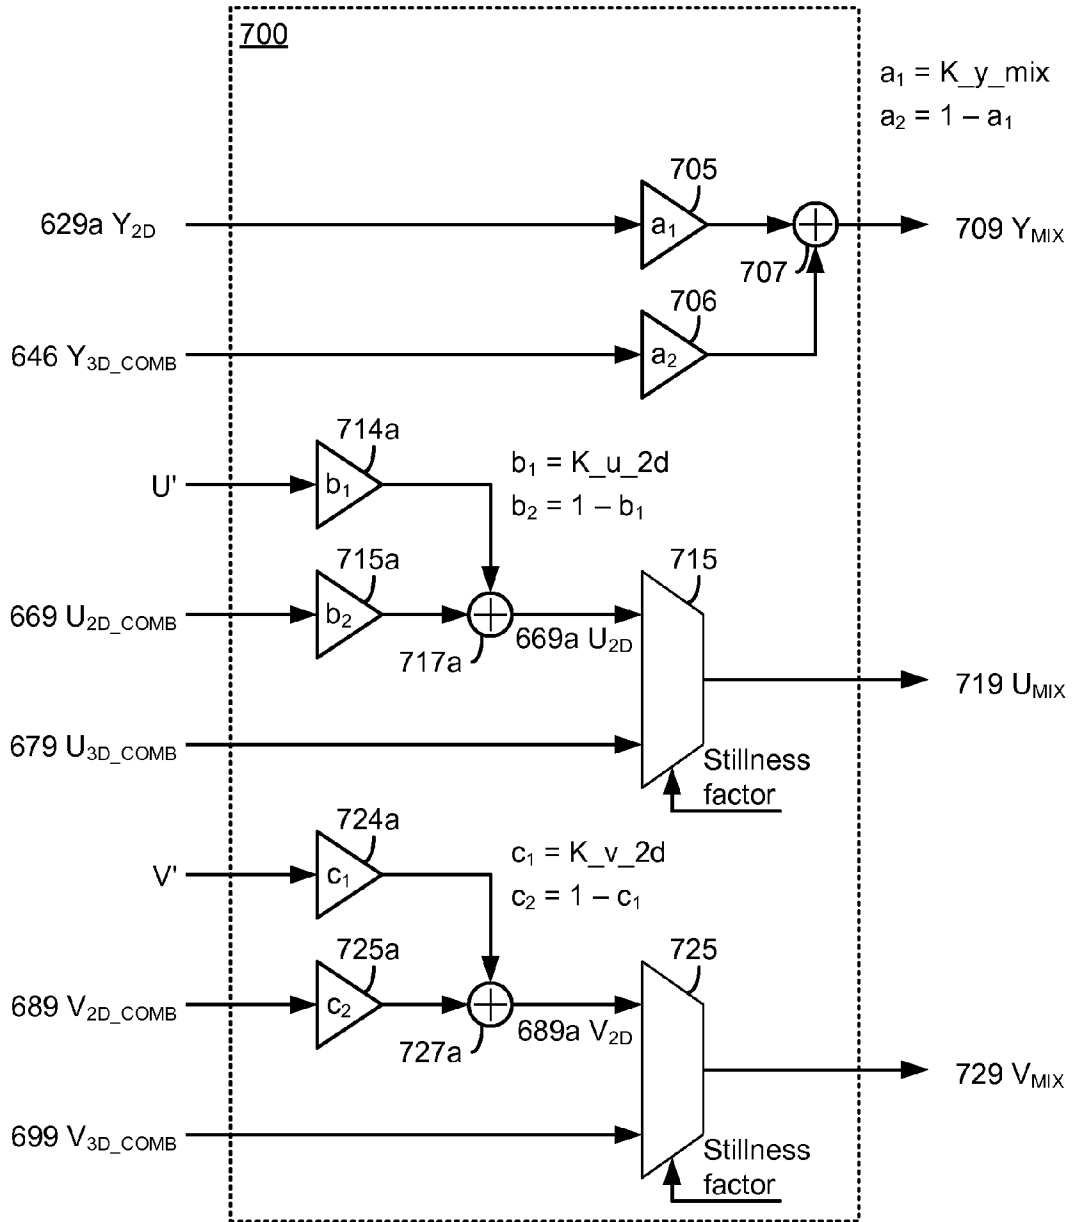 700
a₁ = K_y_mix
a₂ = 1 – a₁
705
629a Y2D
a₁
709 YMIX
707
706
646 Y3D_COMB
a₂
714a
U'
b₁
b₁ = K_u_2d
b₂ = 1 – b₁
715a
715
669 U2D_COMB
b₂
669a U2D
717a
719 UMIX
679 U3D_COMB
Stillness
factor
724a
V'
c₁
c₁ = K_v_2d
c₂ = 1 – c₁
725a
725
689 V2D_COMB
c₂
689a V2D
727a
729 VMIX
699 V3D_COMB
Stillness
factor